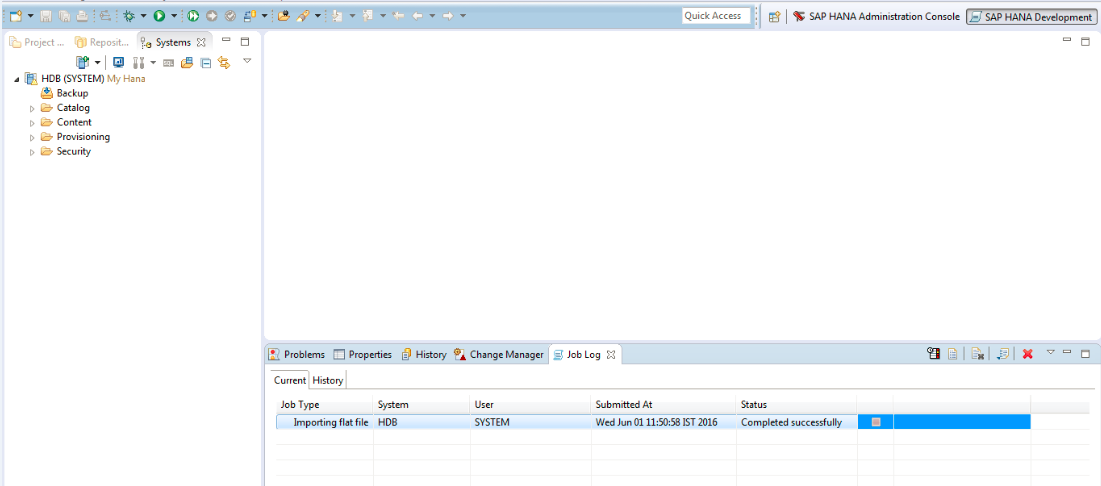 Quick Access
SAP HANA Administration Console
SAP HANA Development
Project ...
Reposit...
Systems
HDB (SYSTEM) My Hana
Backup
Catalog
Content
Provisioning
Security
Problems
Properties
History
Change Manager
Job Log
Current
History
Job Type System User Submitted At Status
Importing flat file HDB SYSTEM Wed Jun 01 11:50:58 IST 2016 Completed successfully